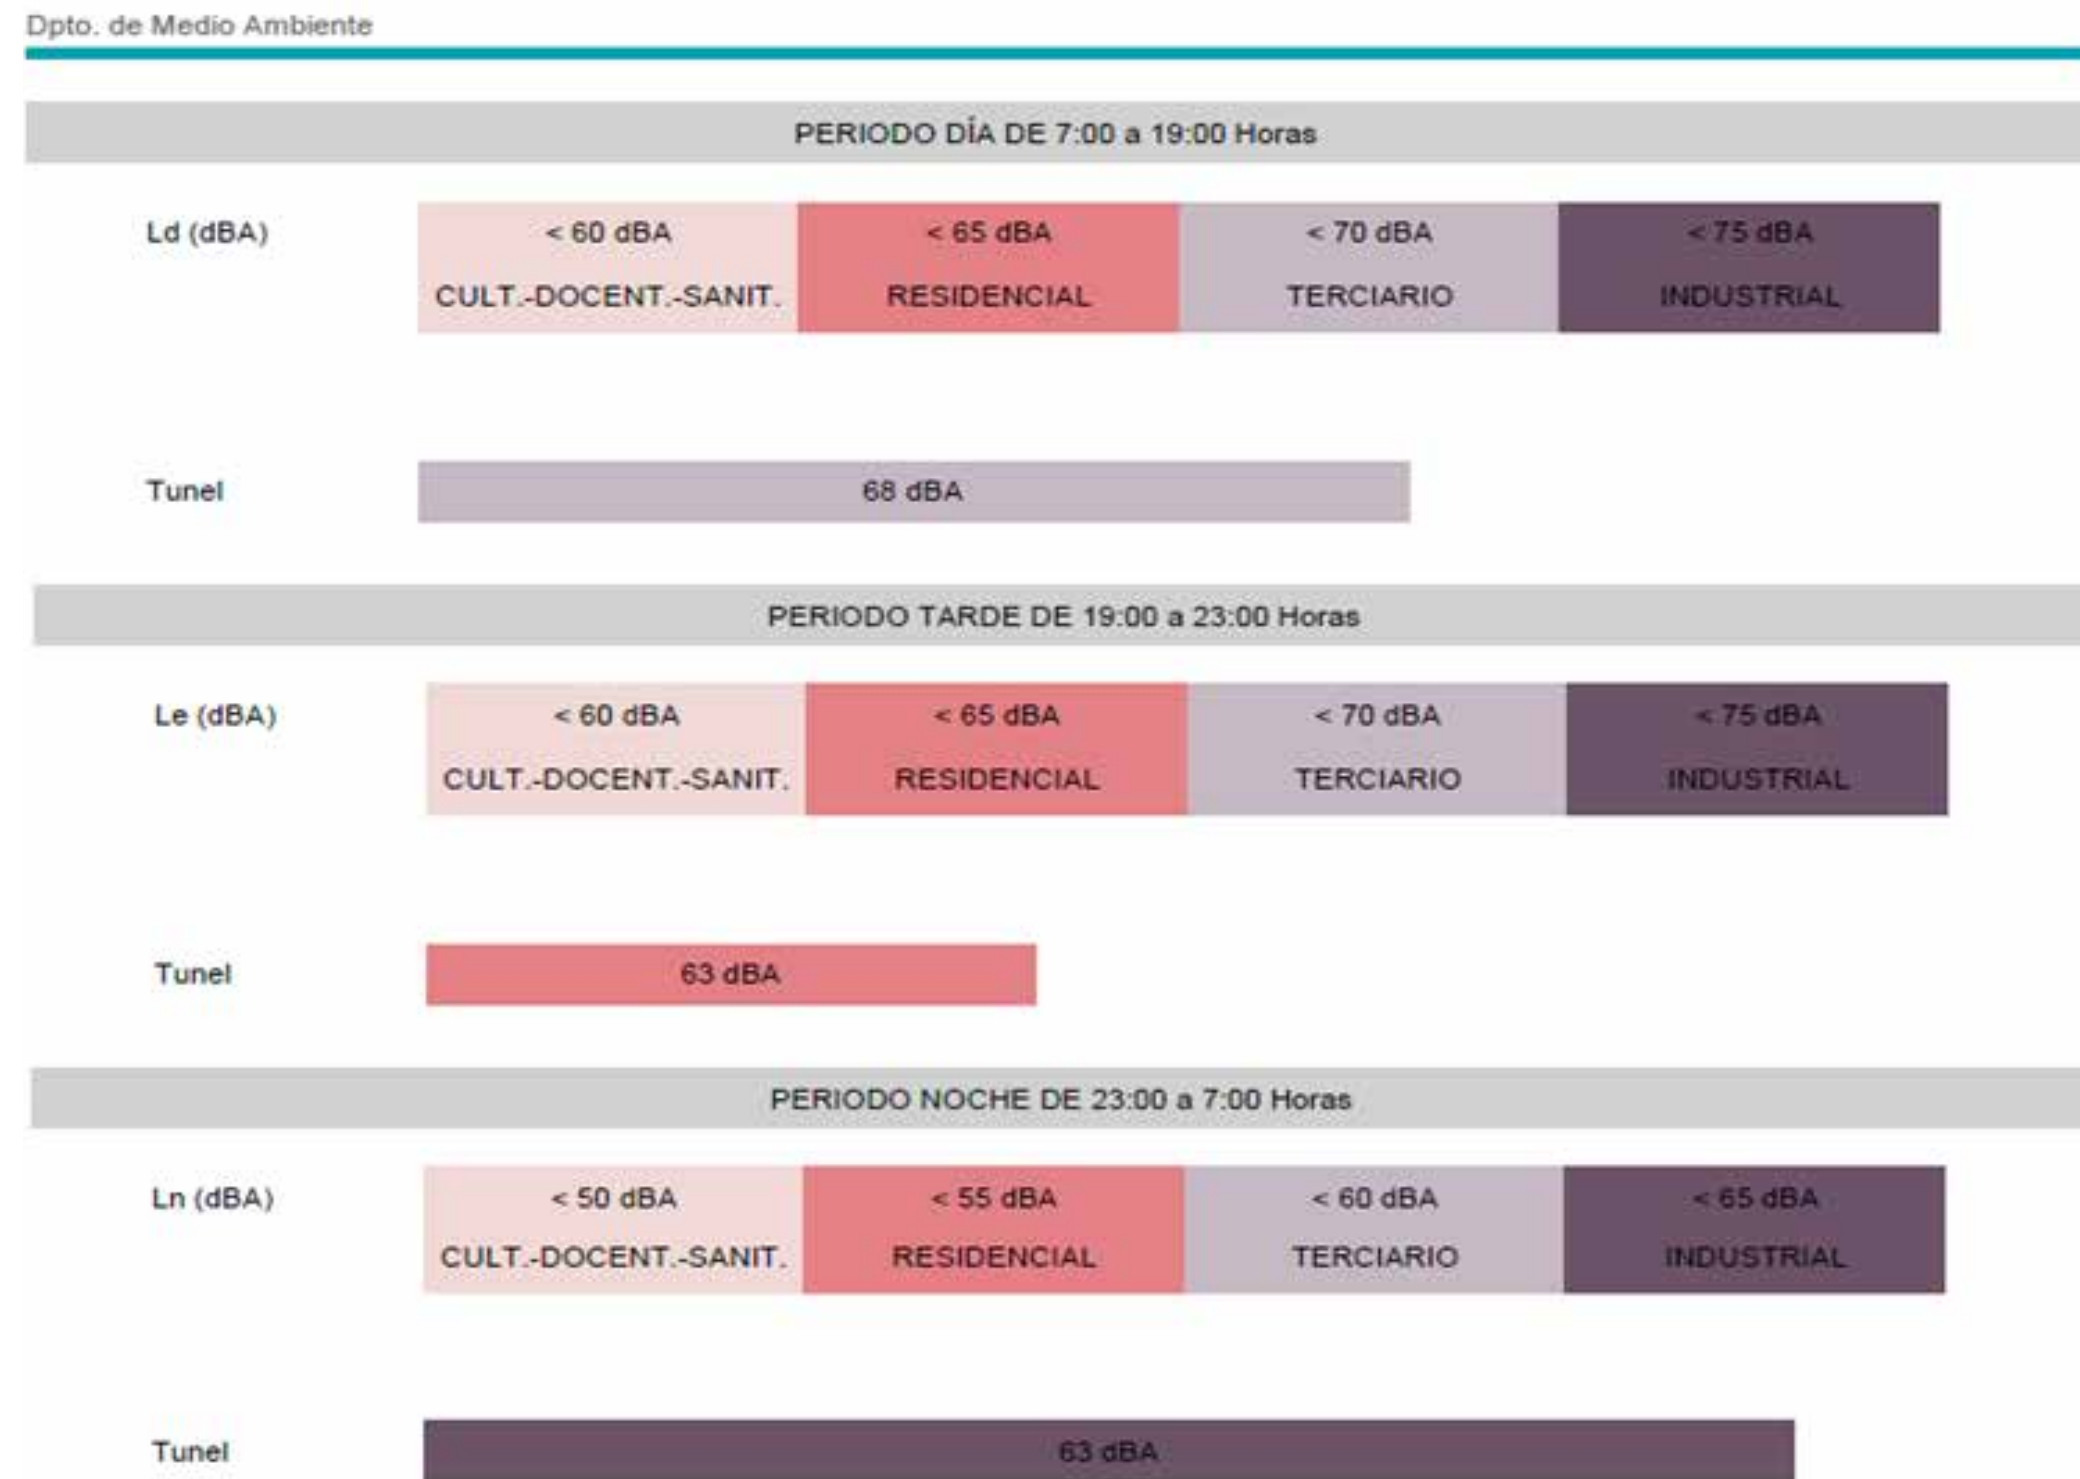 Dpto. de Medio Ambiente
PERIODO DÍA DE 7:00 a 19:00 Horas
Ld (dBA) < 60 dBA < 65 dBA < 70 dBA < 75 dBA
CULT.-DOCENT.-SANIT. RESIDENCIAL TERCIARIO INDUSTRIAL
Tunel 68 dBA
PERIODO TARDE DE 19:00 a 23:00 Horas
Le (dBA) < 60 dBA < 65 dBA < 70 dBA < 75 dBA
CULT.-DOCENT.-SANIT. RESIDENCIAL TERCIARIO INDUSTRIAL
Tunel 63 dBA
PERIODO NOCHE DE 23:00 a 7:00 Horas
Ln (dBA) < 50 dBA < 55 dBA < 60 dBA < 65 dBA
CULT.-DOCENT.-SANIT. RESIDENCIAL TERCIARIO INDUSTRIAL
Tunel 63 dBA